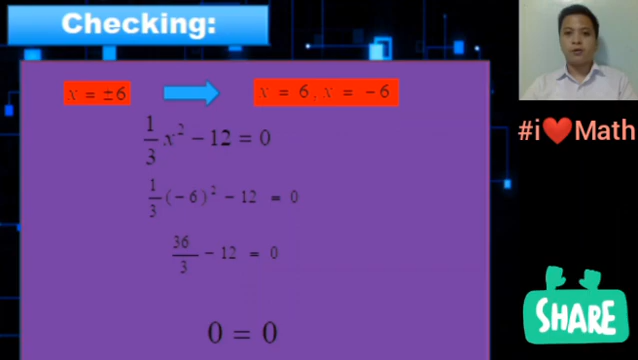 Checking:
x = ±6
x = 6, x = -6
1/3 x² - 12 = 0
1/3 (-6)² - 12 = 0
36/3 - 12 = 0
0 = 0
#i❤Math
SHARE